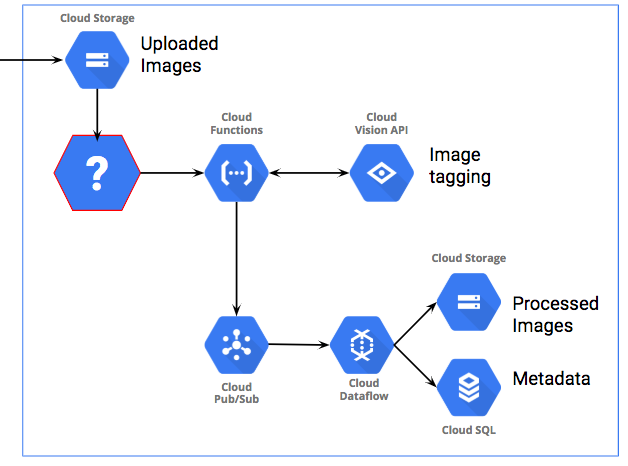 Cloud Storage
Uploaded
Images
?
Cloud
Functions
Cloud
Vision API
Image
tagging
Cloud Storage
Processed
Images
Cloud
Pub/Sub
Cloud
Dataflow
Metadata
Cloud SQL